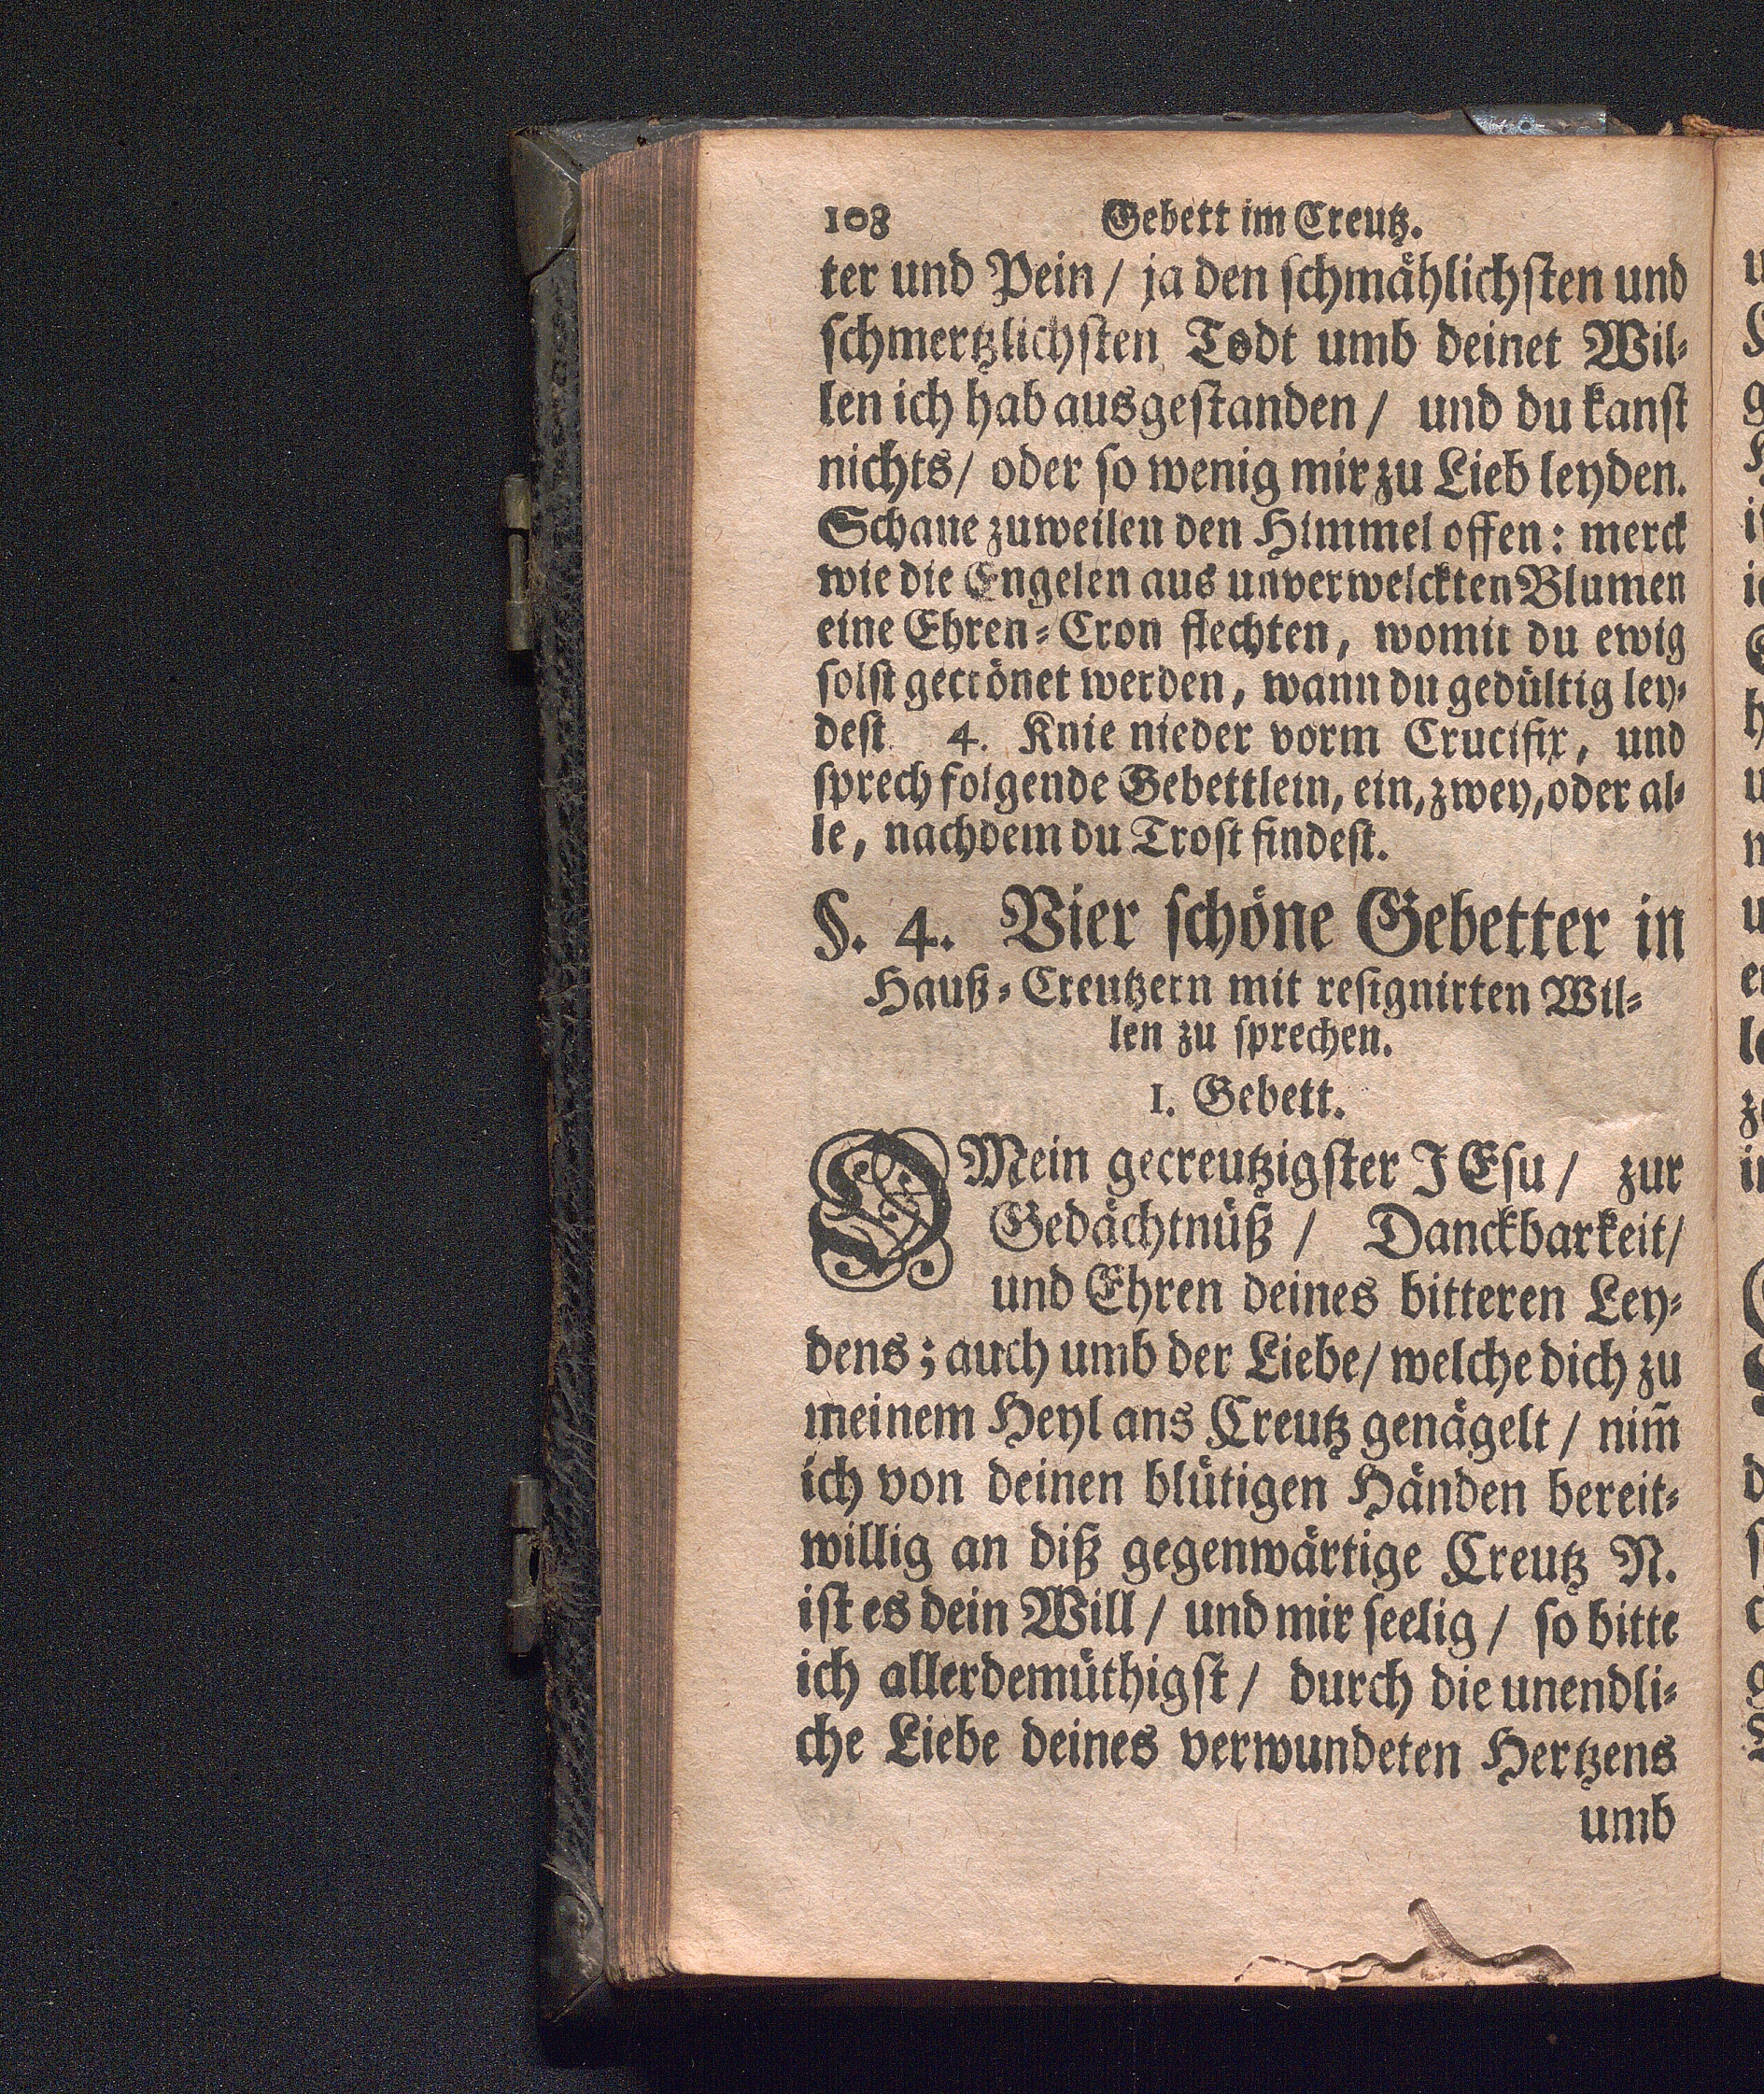 108 Gebett im Creutz.
ter und Pein / ja den schmählichsten und
schmertzlichsten Todt umb deinet Wil-
len ich hab ausgestanden / und du kanst
nichts / oder so wenig mir zu Lieb leyden.
Schaue zuweilen den Himmel offen: merck
wie die Engelen aus unverwelckten Blumen
eine Ehren-Cron flechten, womit du ewig
solst gecrönet werden, wann du gedültig ley-
dest. 4. Knie nieder vorm Crucifix, und
sprech folgende Gebettlein, ein, zwey, oder al-
le, nachdem du Trost findest.
§. 4. Vier schöne Gebetter in
Hauß-Creutzern mit resignirten Wil-
len zu sprechen.
1. Gebett.
O Mein gecreutzigster JEsu / zur
Gedächtnüß / Danckbarkeit /
und Ehren deines bitteren Ley-
dens; auch umb der Liebe / welche dich zu
meinem Heyl ans Creutz genägelt / nim̃
ich von deinen blütigen Händen bereit-
willig an diß gegenwärtige Creutz N.
ist es dein Will / und mir seelig / so bitte
ich allerdemüthigst / durch die unendli-
che Liebe deines verwundeten Hertzens
umb